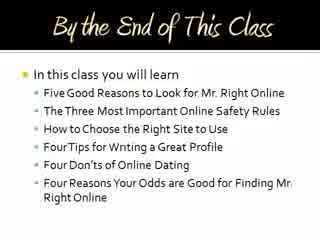 By the End of This Class
In this class you will learn
Five Good Reasons to Look for Mr. Right Online
The Three Most Important Online Safety Rules
How to Choose the Right Site to Use
Four Tips for Writing a Great Profile
Four Don'ts of Online Dating
Four Reasons Your Odds are Good for Finding Mr.
Right Online